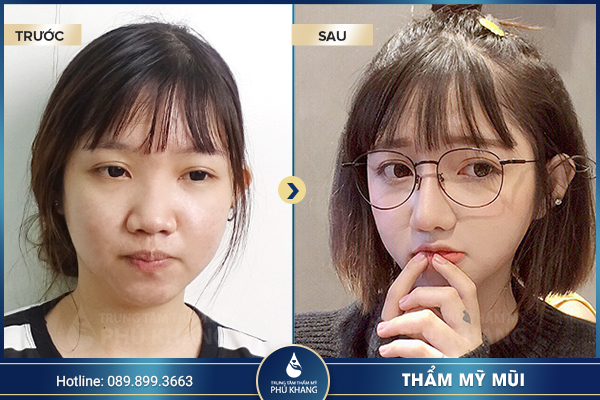 TRƯỚC
SAU
Hotline: 089.899.3663
TRUNG TÂM THẨM MỸ
PHÚ KHANG
THẨM MỸ MŨI